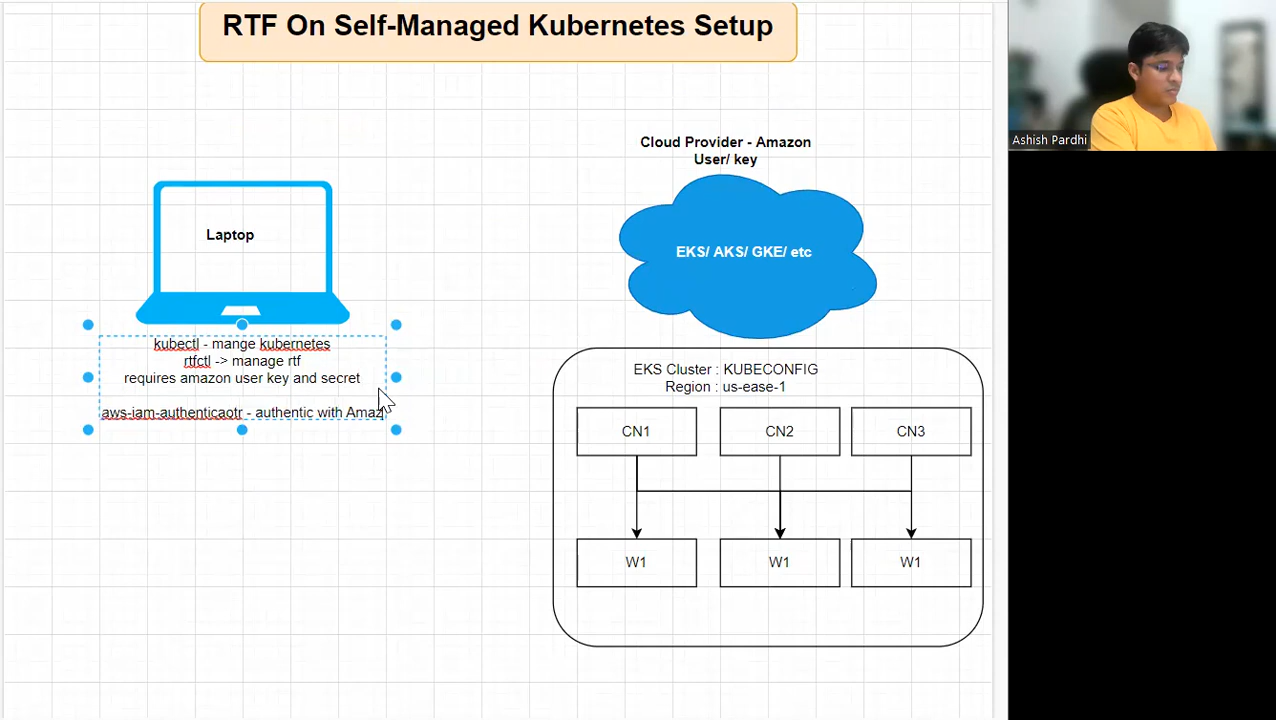 RTF On Self-Managed Kubernetes Setup
Ashish Pardhi
Cloud Provider - Amazon
User/ key
Laptop
EKS/ AKS/ GKE/ etc
kubectl - mange kubernetes
rtfctl -> manage rtf
requires amazon user key and secret
aws-iam-authenticaotr - authentic with Amaz
EKS Cluster : KUBECONFIG
Region : us-ease-1
CN1
CN2
CN3
W1
W1
W1